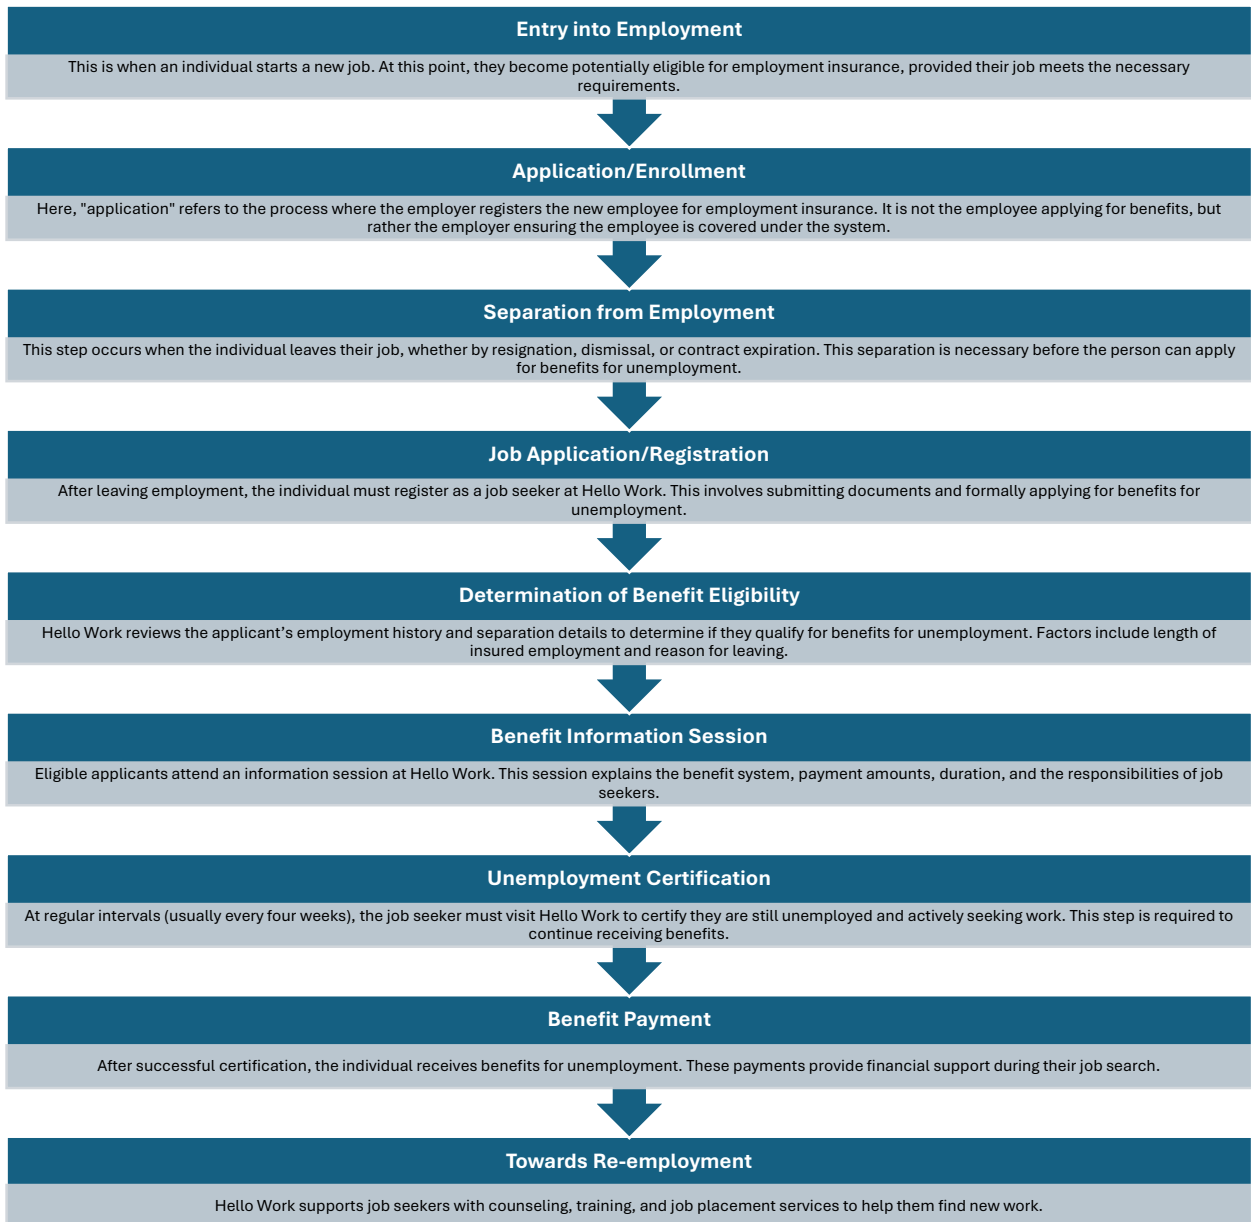 Entry into Employment
This is when an individual starts a new job. At this point, they become potentially eligible for employment insurance, provided their job meets the necessary
requirements.
Application/Enrollment
Here, "application" refers to the process where the employer registers the new employee for employment insurance. It is not the employee applying for benefits, but
rather the employer ensuring the employee is covered under the system.
Separation from Employment
This step occurs when the individual leaves their job, whether by resignation, dismissal, or contract expiration. This separation is necessary before the person can apply
for benefits for unemployment.
Job Application/Registration
After leaving employment, the individual must register as a job seeker at Hello Work. This involves submitting documents and formally applying for benefits for
unemployment.
Determination of Benefit Eligibility
Hello Work reviews the applicant’s employment history and separation details to determine if they qualify for benefits for unemployment. Factors include length of
insured employment and reason for leaving.
Benefit Information Session
Eligible applicants attend an information session at Hello Work. This session explains the benefit system, payment amounts, duration, and the responsibilities of job
seekers.
Unemployment Certification
At regular intervals (usually every four weeks), the job seeker must visit Hello Work to certify they are still unemployed and actively seeking work. This step is required to
continue receiving benefits.
Benefit Payment
After successful certification, the individual receives benefits for unemployment. These payments provide financial support during their job search.
Towards Re-employment
Hello Work supports job seekers with counseling, training, and job placement services to help them find new work.